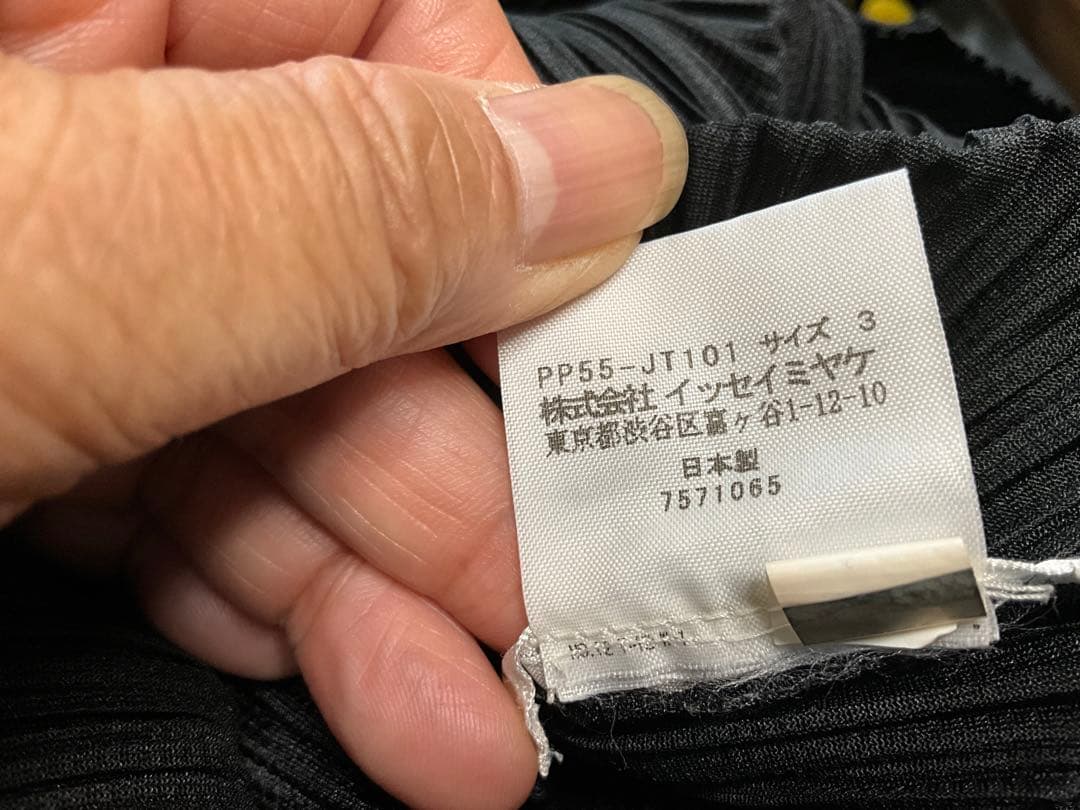 PP55-JT101 サイズ 3
株式会社 イッセイミヤケ
東京都渋谷区富ヶ谷1-12-10
日本製
7571065